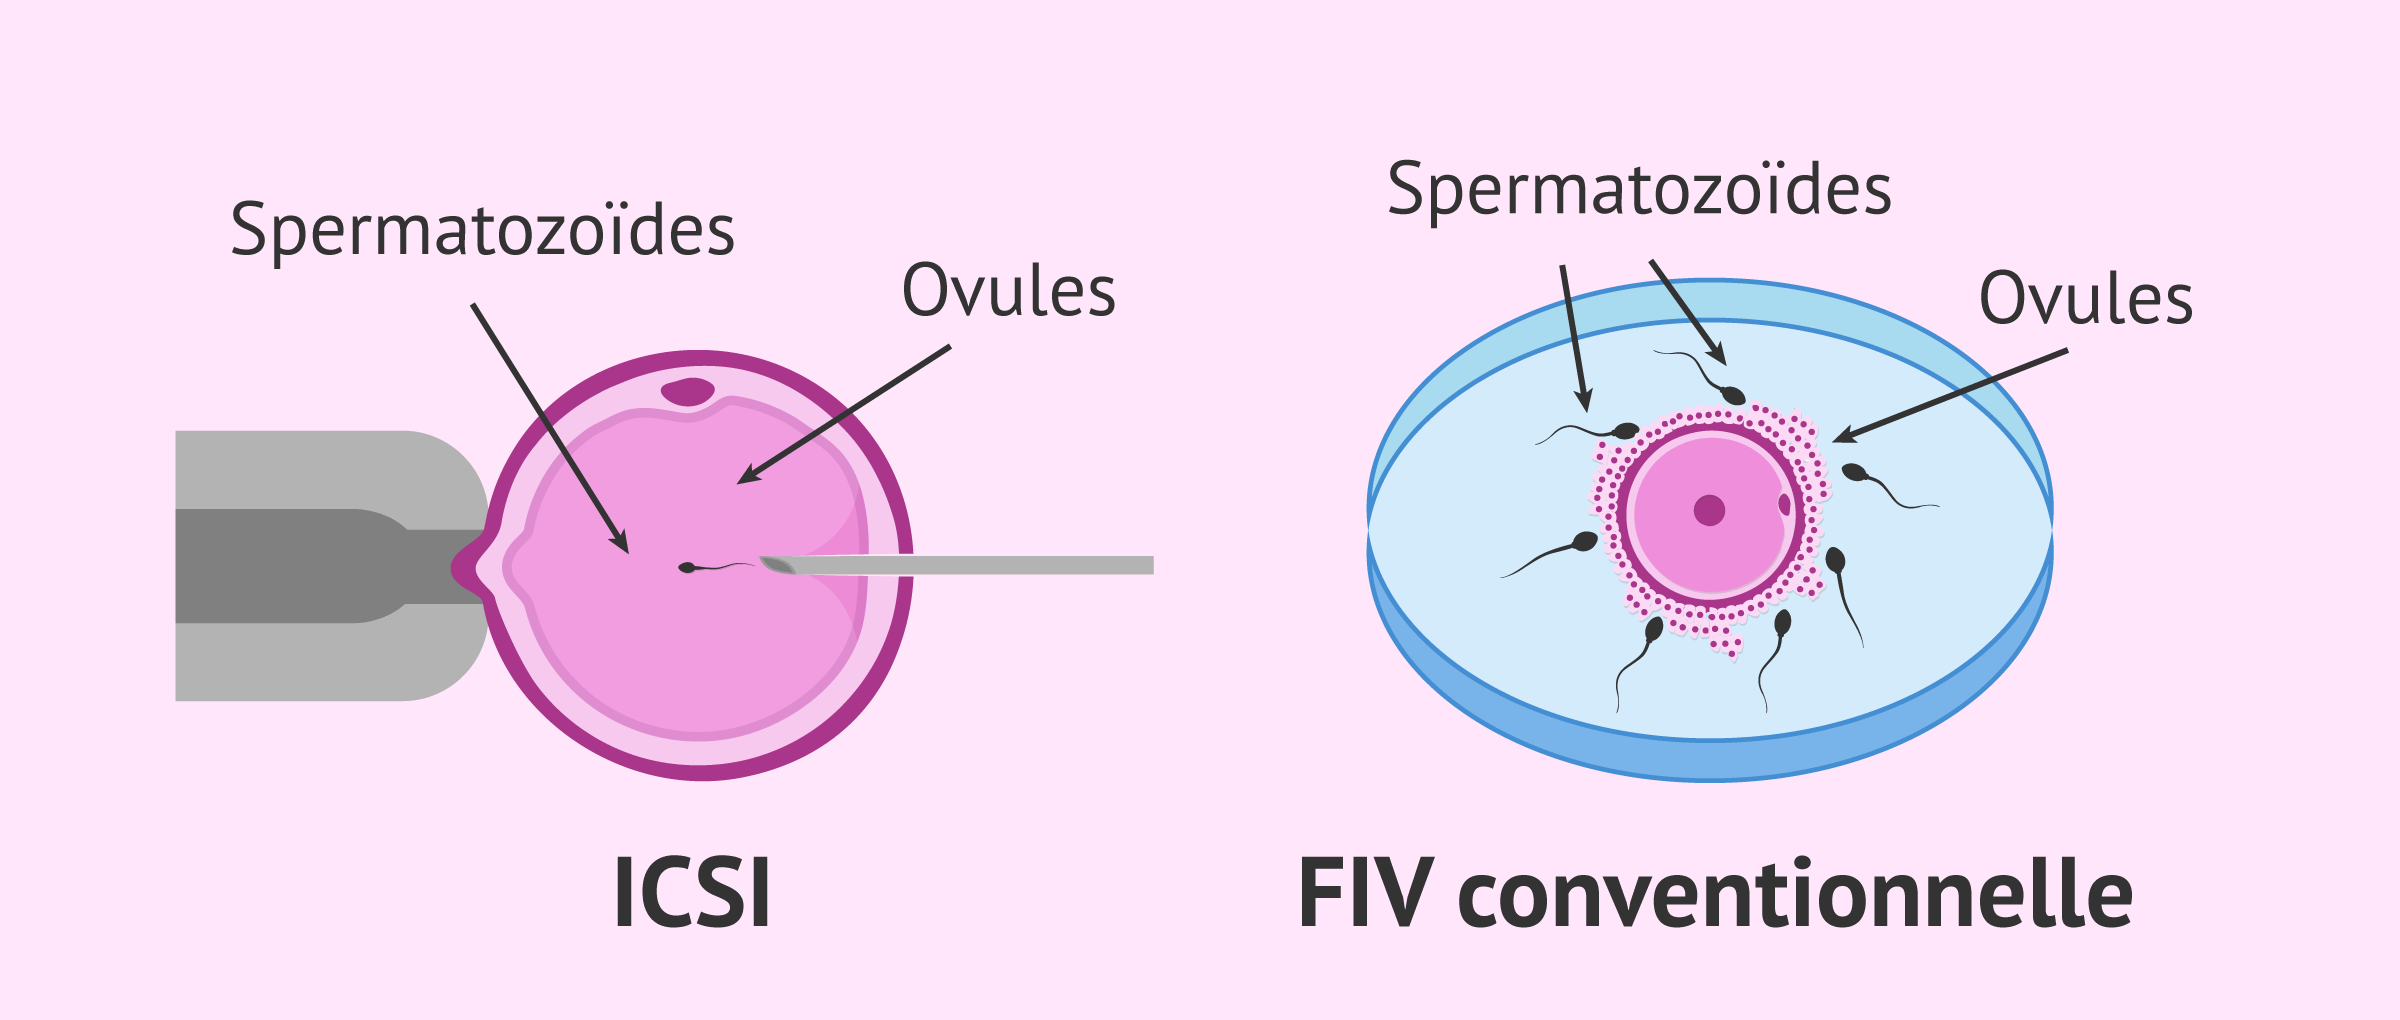 Spermatozoïdes
Ovules
ICSI
Spermatozoïdes
Ovules
FIV conventionnelle